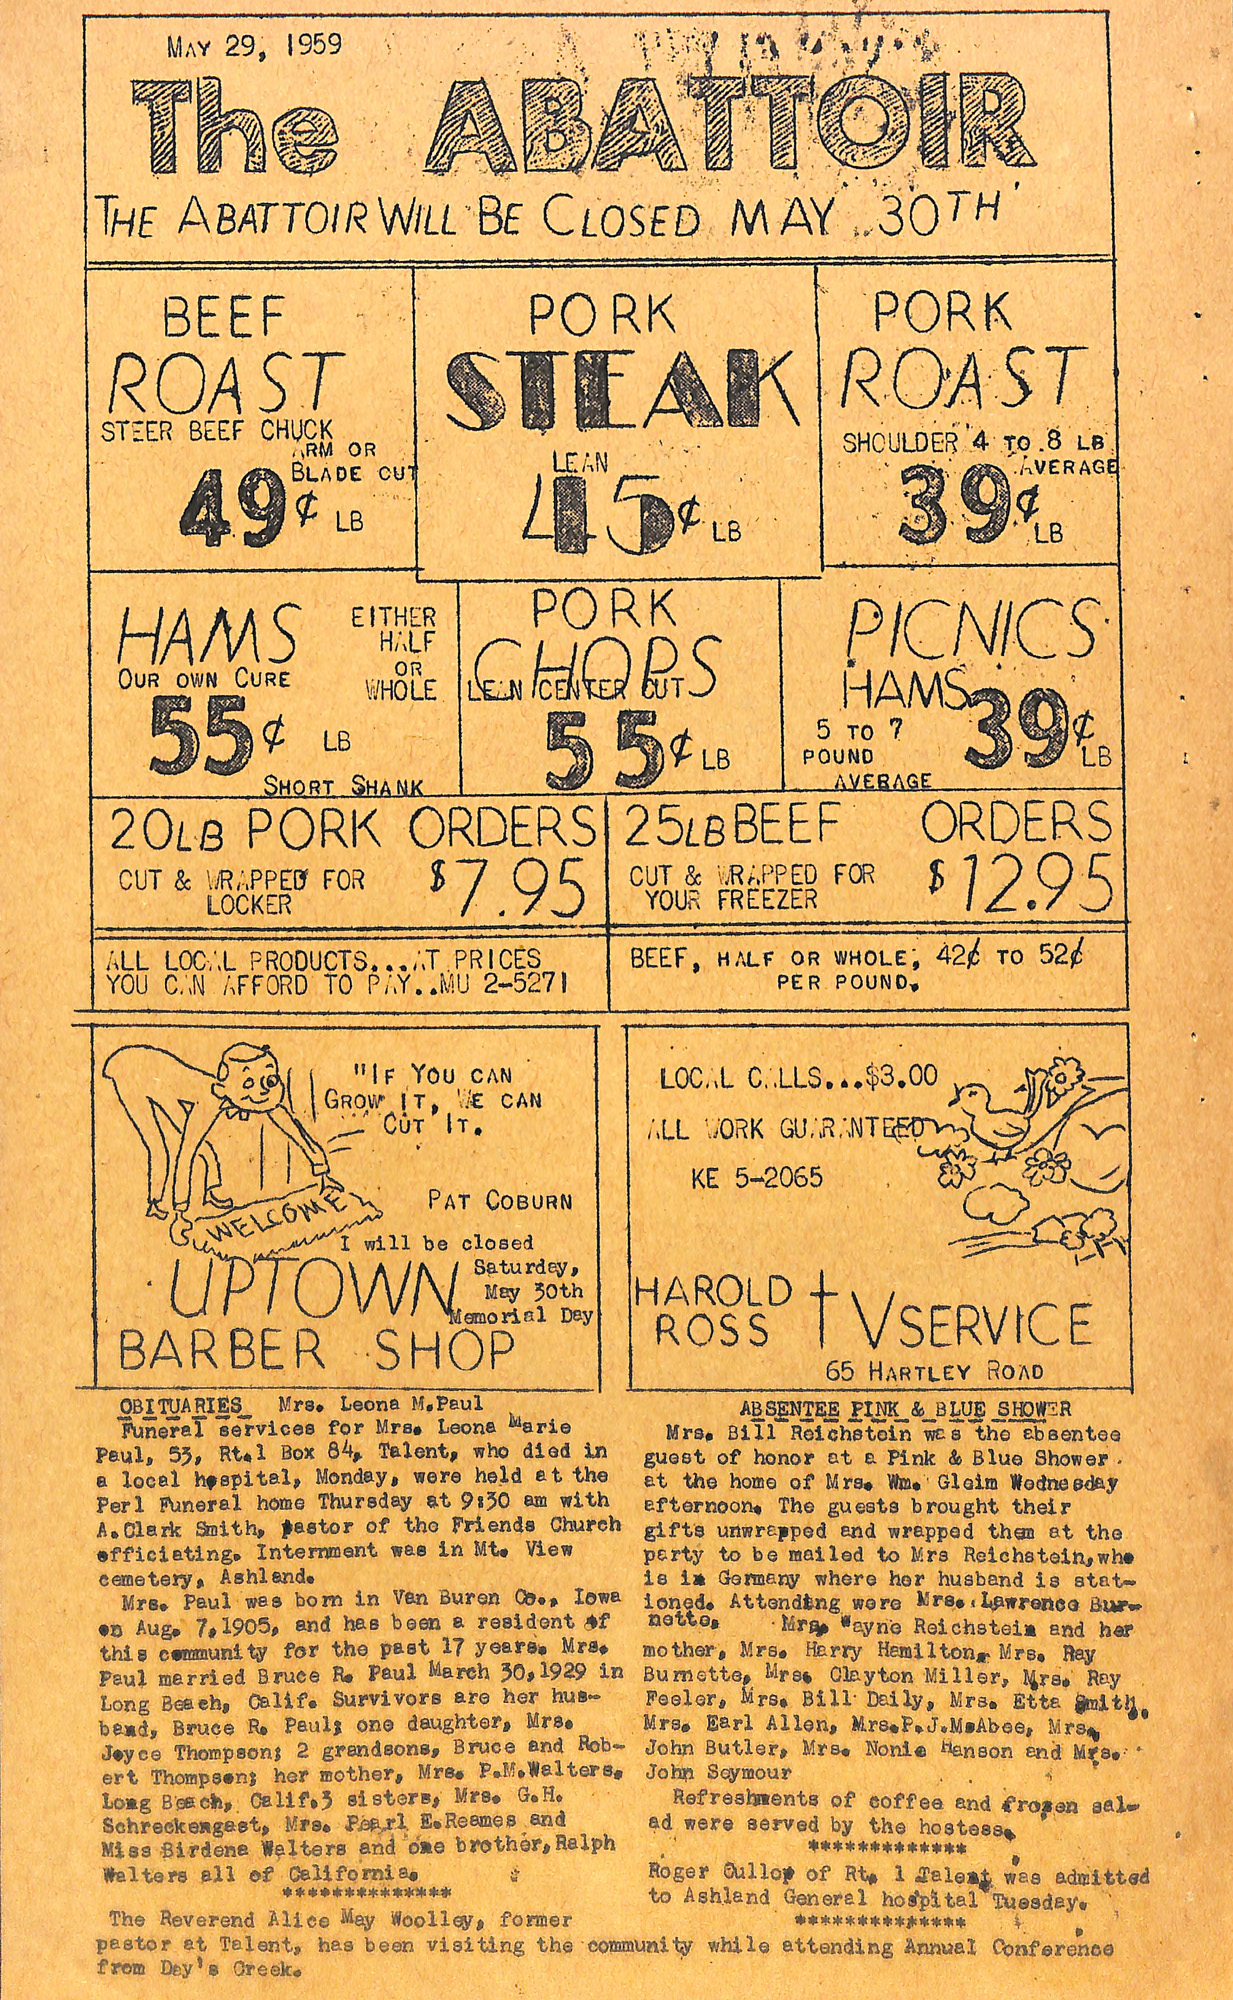 MAY 29, 1959
The ABATTOIR
THE ABATTOIR WILL BE CLOSED MAY 30TH
BEEF
ROAST
STEER BEEF CHUCK
ARM OR
BLADE CUT
49¢ LB
PORK
STEAK
LEAN
45¢ LB
PORK
ROAST
SHOULDER 4 TO 8 LB
AVERAGE
39¢
LB
HAMS
OUR OWN CURE
EITHER
HALF
OR
WHOLE
55¢ LB
SHORT SHANK
PORK
CHOPS
LEAN CENTER CUT
55¢ LB
PICNICS
HAMS
5 TO 7
POUND
AVERAGE
39¢
LB
20LB PORK ORDERS
CUT & WRAPPED FOR
LOCKER
$7.95
25LB BEEF ORDERS
CUT & WRAPPED FOR
YOUR FREEZER
$12.95
ALL LOCAL PRODUCTS...AT PRICES
YOU CAN AFFORD TO PAY..MU 2-5271
BEEF, HALF OR WHOLE; 42¢ TO 52¢
PER POUND.
"IF YOU CAN
GROW IT, WE CAN
CUT IT.
PAT COBURN
WELCOME
I will be closed
Saturday,
May 30th
Memorial Day
UPTOWN
BARBER SHOP
LOCAL CALLS...$3.00
ALL WORK GUARANTEED
KE 5-2065
HAROLD
ROSS
TV SERVICE
65 HARTLEY ROAD
OBITUARIES Mrs. Leona M.Paul
Funeral services for Mrs. Leona Marie
Paul, 53, Rt.1 Box 84, Talent, who died in
a local hospital, Monday, were held at the
Perl Funeral home Thursday at 9:30 am with
A.Clark Smith, pastor of the Friends Church
officiating. Internment was in Mt. View
cemetery, Ashland.
Mrs. Paul was born in Van Buren Co., Iowa
on Aug. 7,1905, and has been a resident of
this community for the past 17 years. Mrs.
Paul married Bruce R. Paul March 30,1929 in
Long Beach, Calif. Survivors are her hus-
band, Bruce R. Paul; one daughter, Mrs.
Joyce Thompson; 2 grandsons, Bruce and Rob-
ert Thompson; her mother, Mrs. P.M.Walters,
Long Beach, Calif.3 sisters, Mrs. G.H.
Schreckengast, Mrs. Pearl E.Reames and
Miss Birdena Walters and one brother,Ralph
Walters all of California.
**************
ABSENTEE PINK & BLUE SHOWER
Mrs. Bill Reichstein was the absentee
guest of honor at a Pink & Blue Shower
at the home of Mrs. Wm. Gleim Wednesday
afternoon. The guests brought their
gifts unwrapped and wrapped them at the
party to be mailed to Mrs Reichstein,who
is in Germany where her husband is stat-
ioned. Attending were Mrs. Lawrence Bur-
nette. Mrs. Wayne Reichstein and her
mother, Mrs. Harry Hamilton, Mrs. Ray
Burnette, Mrs. Clayton Miller, Mrs. Ray
Feeler, Mrs. Bill Daily, Mrs. Etta Smith,
Mrs. Earl Allen, Mrs.P.J.McAbee, Mrs.
John Butler, Mrs. Nonie Hanson and Mrs.
John Seymour
Refreshments of coffee and frozen sal-
ad were served by the hostess.
*************
Roger Cullop of Rt. 1 Talent was admitted
to Ashland General hospital Tuesday.
**************
The Reverend Alice May Woolley, former
pastor at Talent, has been visiting the community while attending Annual Conference
from Day's Creek.